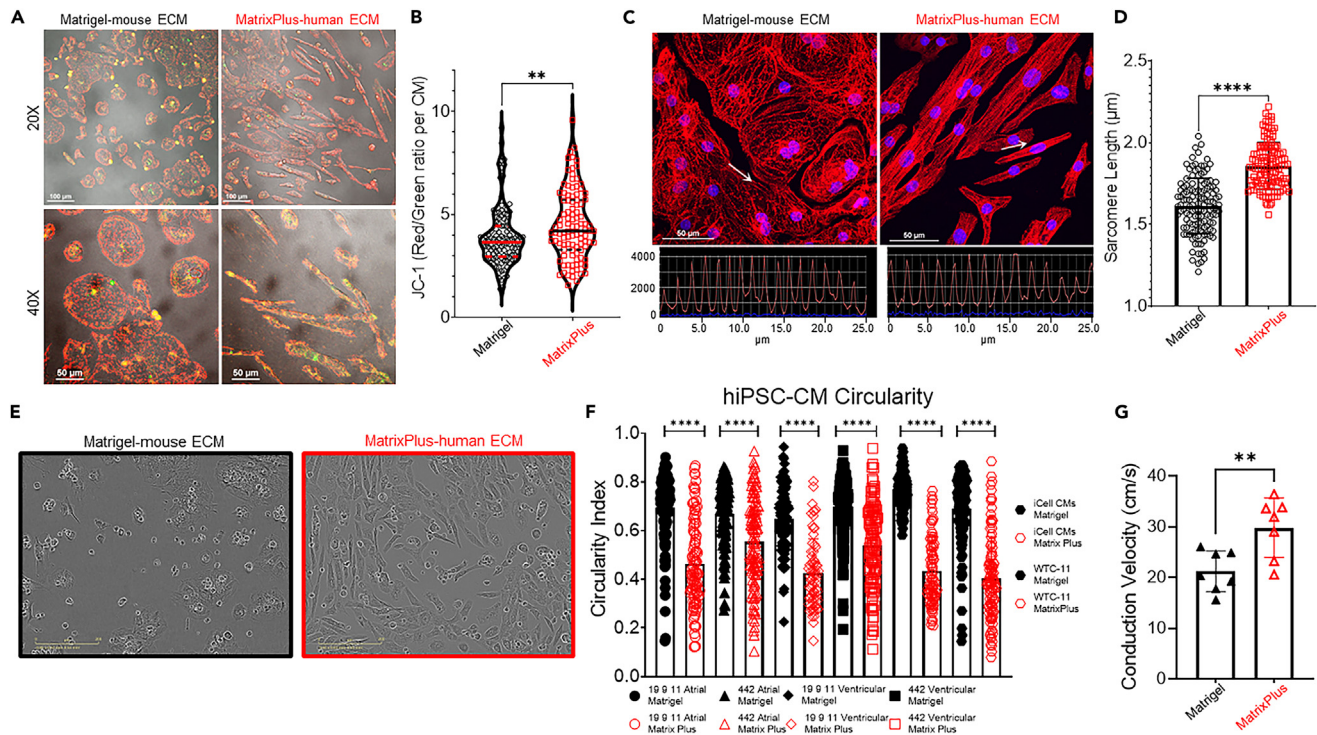 A
Matrigel-mouse ECM
MatrixPlus-human ECM
20X
100 µm
100 µm
40X
50 µm
50 µm
B
**
JC-1 (Red/Green ratio per CM)
10
8
6
4
2
0
Matrigel
MatrixPlus
C
Matrigel-mouse ECM
MatrixPlus-human ECM
50 µm
50 µm
4000
2000
0
0 5.0 10.0 15.0 20.0 25.0
µm
0 5.0 10.0 15.0 20.0 25.0
µm
D
****
Sarcomere Length (µm)
2.5
2.0
1.5
1.0
Matrigel
MatrixPlus
E
Matrigel-mouse ECM
MatrixPlus-human ECM
F
hiPSC-CM Circularity
**** **** **** **** **** ****
Circularity Index
1.0
0.8
0.6
0.4
0.2
0.0
iCell CMs
Matrigel
iCell CMs
Matrix Plus
WTC-11
Matrigel
WTC-11
MatrixPlus
19 9 11 Atrial
Matrigel
442 Atrial
Matrigel
19 9 11 Ventricular
Matrigel
442 Ventricular
Matrigel
19 9 11 Atrial
Matrix Plus
442 Atrial
Matrix Plus
19 9 11 Ventricular
Matrix Plus
442 Ventricular
Matrix Plus
G
**
Conduction Velocity (cm/s)
40
30
20
10
0
Matrigel
MatrixPlus